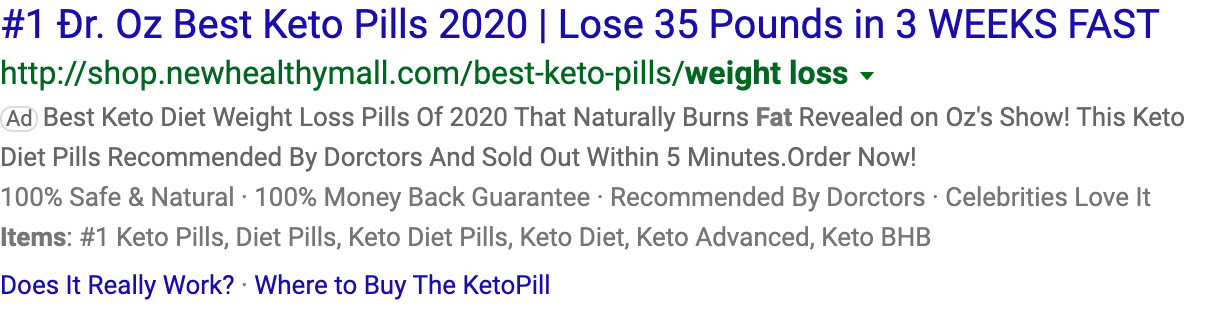 #1 Ðr. Oz Best Keto Pills 2020 | Lose 35 Pounds in 3 WEEKS FAST
http://shop.newhealthymall.com/best-keto-pills/weight loss
Ad Best Keto Diet Weight Loss Pills Of 2020 That Naturally Burns Fat Revealed on Oz's Show! This Keto
Diet Pills Recommended By Dorctors And Sold Out Within 5 Minutes.Order Now!
100% Safe & Natural · 100% Money Back Guarantee · Recommended By Dorctors · Celebrities Love It
Items: #1 Keto Pills, Diet Pills, Keto Diet Pills, Keto Diet, Keto Advanced, Keto BHB
Does It Really Work? · Where to Buy The KetoPill